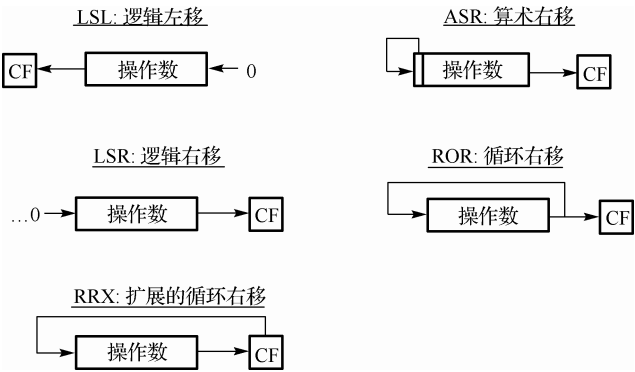 LSL: 逻辑左移
CF 操作数 0
ASR: 算术右移
操作数 CF
LSR: 逻辑右移
…0 操作数 CF
ROR: 循环右移
操作数 CF
RRX: 扩展的循环右移
操作数 CF